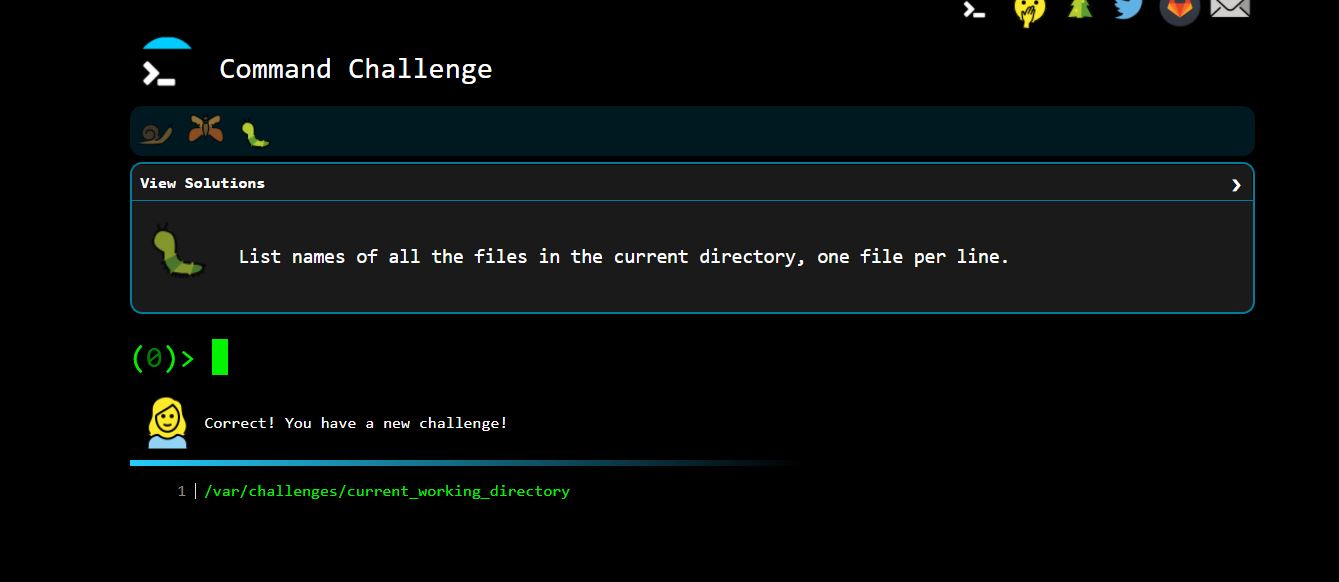 Command Challenge
View Solutions
List names of all the files in the current directory, one file per line.
(0)>
Correct! You have a new challenge!
1 /var/challenges/current_working_directory